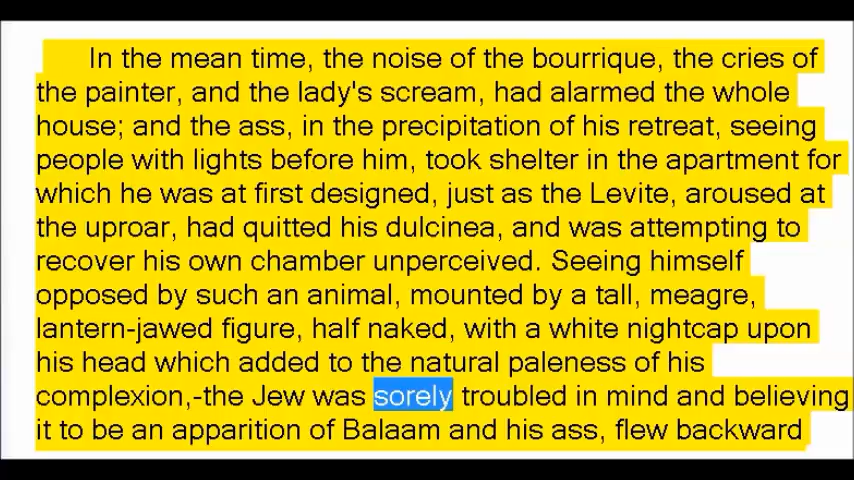 In the mean time, the noise of the bourrique, the cries of
the painter, and the lady's scream, had alarmed the whole
house; and the ass, in the precipitation of his retreat, seeing
people with lights before him, took shelter in the apartment for
which he was at first designed, just as the Levite, aroused at
the uproar, had quitted his dulcinea, and was attempting to
recover his own chamber unperceived. Seeing himself
opposed by such an animal, mounted by a tall, meagre,
lantern-jawed figure, half naked, with a white nightcap upon
his head which added to the natural paleness of his
complexion,-the Jew was sorely troubled in mind and believing
it to be an apparition of Balaam and his ass, flew backward